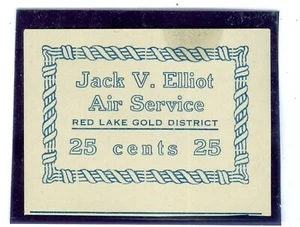 Jack V. Elliot
Air Service
RED LAKE GOLD DISTRICT
25 cents 25